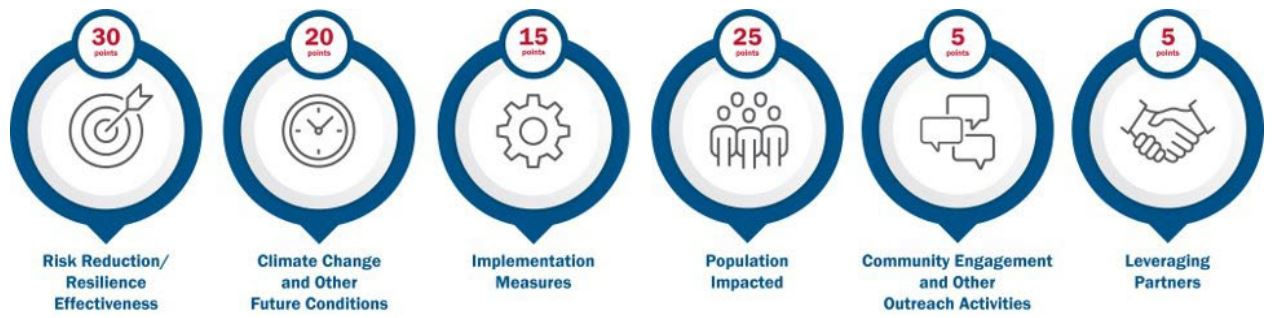 30
points
20
points
15
points
25
points
5
points
5
points
Risk Reduction/
Resilience
Effectiveness
Climate Change
and Other
Future Conditions
Implementation
Measures
Population
Impacted
Community Engagement
and Other
Outreach Activities
Leveraging
Partners